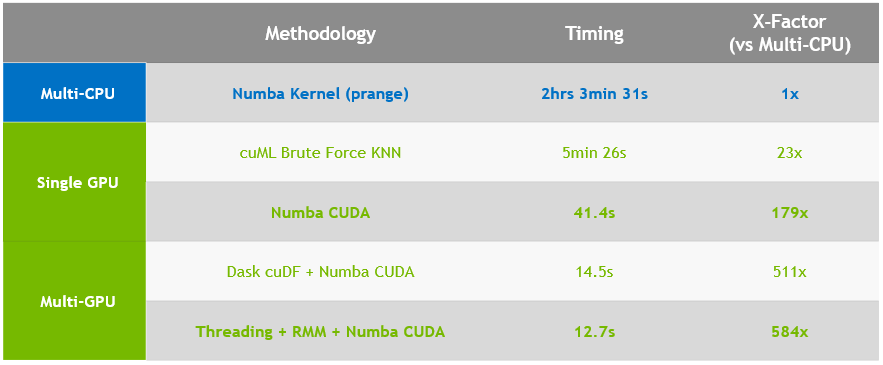 Methodology Timing X-Factor
(vs Multi-CPU)
Multi-CPU Numba Kernel (prange) 2hrs 3min 31s 1x
Single GPU
cuML Brute Force KNN 5min 26s 23x
Numba CUDA 41.4s 179x
Multi-GPU
Dask cuDF + Numba CUDA 14.5s 511x
Threading + RMM + Numba CUDA 12.7s 584x